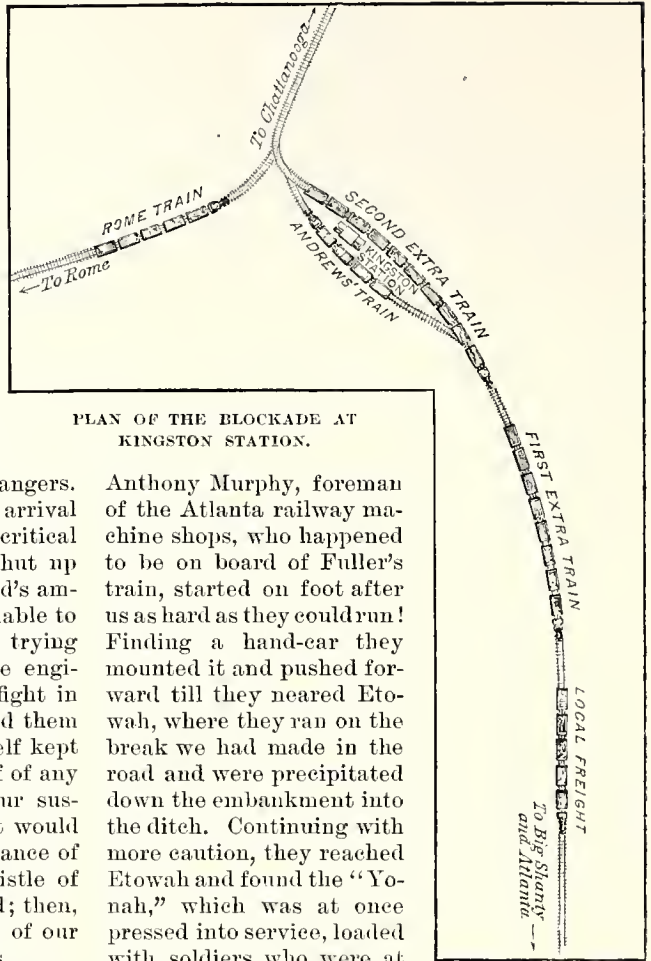 To Chattanooga
ROME TRAIN
←To Rome
SECOND EXTRA TRAIN
KINGSTON
STATION
ANDREWS' TRAIN
FIRST EXTRA TRAIN
LOCAL FREIGHT
To Big Shanty
and Atlanta
PLAN OF THE BLOCKADE AT
KINGSTON STATION.
angers.
arrival
critical
hut up
d's am-
able to
trying
e engi-
fight in
d them
elf kept
f of any
ur sus-
would
ance of
istle of
d; then,
of our
Anthony Murphy, foreman
of the Atlanta railway ma-
chine shops, who happened
to be on board of Fuller's
train, started on foot after
us as hard as they could run!
Finding a hand-car they
mounted it and pushed for-
ward till they neared Eto-
wah, where they ran on the
break we had made in the
road and were precipitated
down the embankment into
the ditch. Continuing with
more caution, they reached
Etowah and found the "Yo-
nah," which was at once
pressed into service, loaded
with soldiers who were at